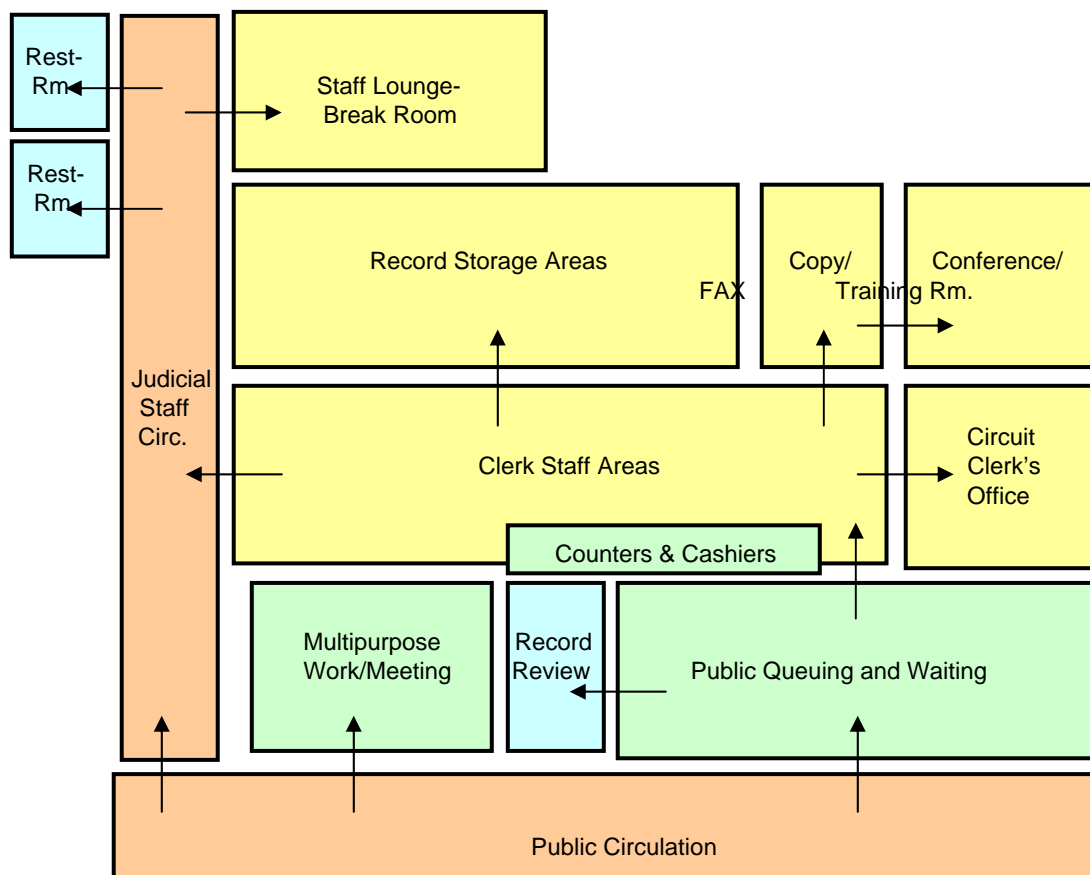 Rest-
Rm
Staff Lounge-
Break Room
Rest-
Rm
Record Storage Areas
Copy/
Conference/
FAX
Training Rm.
Judicial
Staff
Circ.
Clerk Staff Areas
Circuit
Clerk's
Office
Counters & Cashiers
Multipurpose
Work/Meeting
Record
Review
Public Queuing and Waiting
Public Circulation